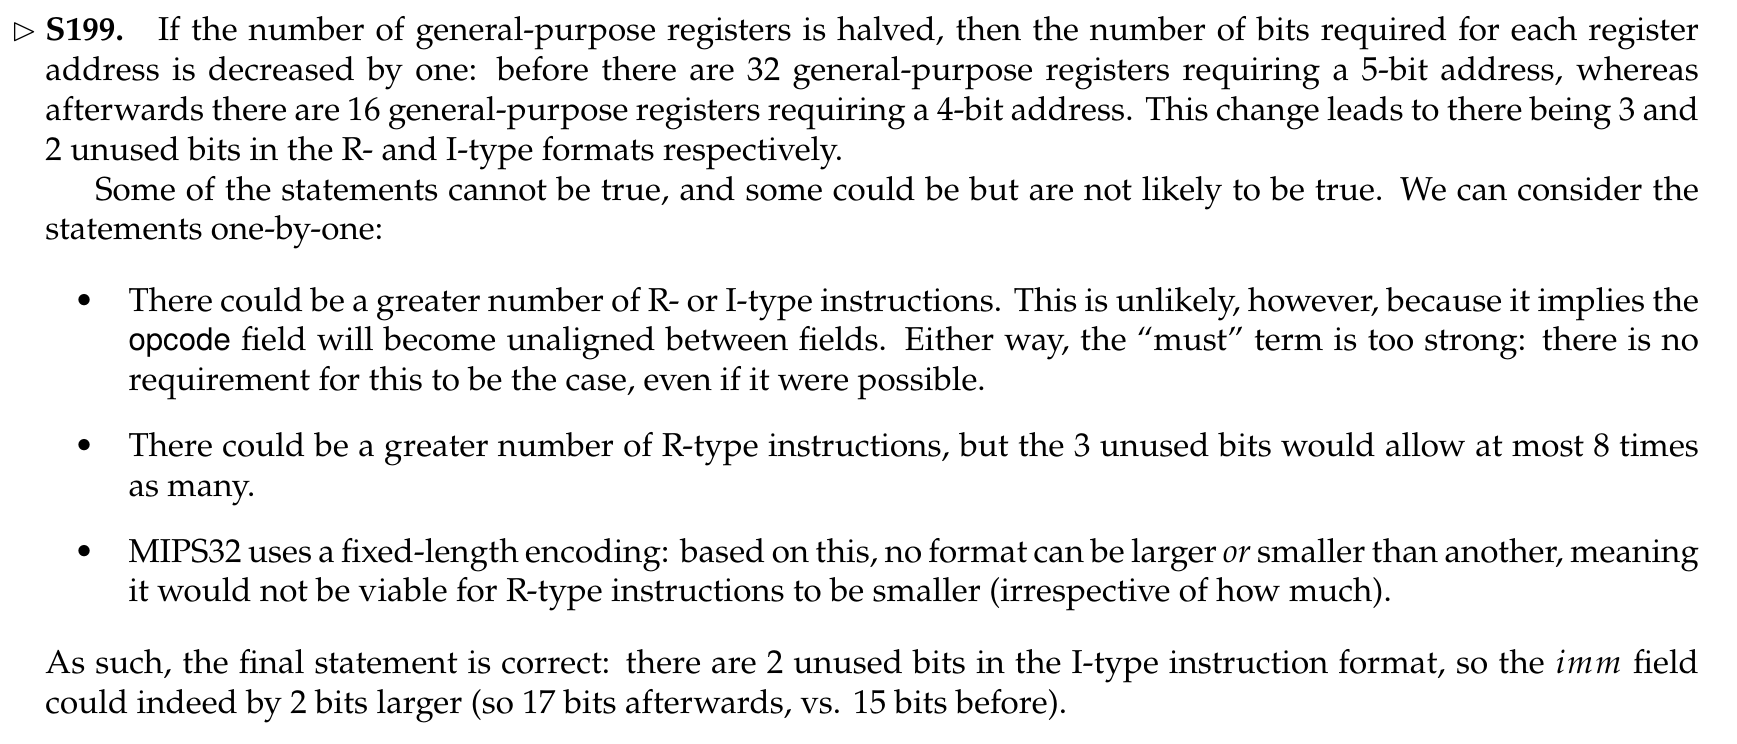 ▷ S199. If the number of general-purpose registers is halved, then the number of bits required for each register
address is decreased by one: before there are 32 general-purpose registers requiring a 5-bit address, whereas
afterwards there are 16 general-purpose registers requiring a 4-bit address. This change leads to there being 3 and
2 unused bits in the R- and I-type formats respectively.
Some of the statements cannot be true, and some could be but are not likely to be true. We can consider the
statements one-by-one:
• There could be a greater number of R- or I-type instructions. This is unlikely, however, because it implies the
opcode field will become unaligned between fields. Either way, the “must” term is too strong: there is no
requirement for this to be the case, even if it were possible.
• There could be a greater number of R-type instructions, but the 3 unused bits would allow at most 8 times
as many.
• MIPS32 uses a fixed-length encoding: based on this, no format can be larger or smaller than another, meaning
it would not be viable for R-type instructions to be smaller (irrespective of how much).
As such, the final statement is correct: there are 2 unused bits in the I-type instruction format, so the imm field
could indeed by 2 bits larger (so 17 bits afterwards, vs. 15 bits before).